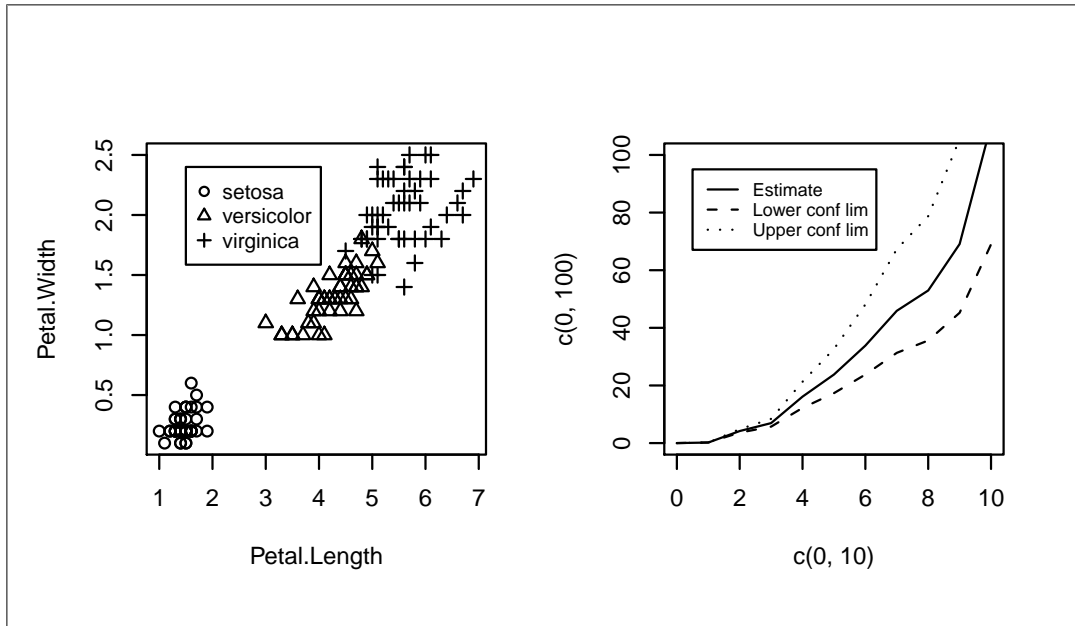 2.5
2.0
1.5
1.0
0.5
Petal.Width
setosa
versicolor
virginica
1 2 3 4 5 6 7
Petal.Length
100
80
60
40
20
0
c(0, 100)
Estimate
Lower conf lim
Upper conf lim
0 2 4 6 8 10
c(0, 10)